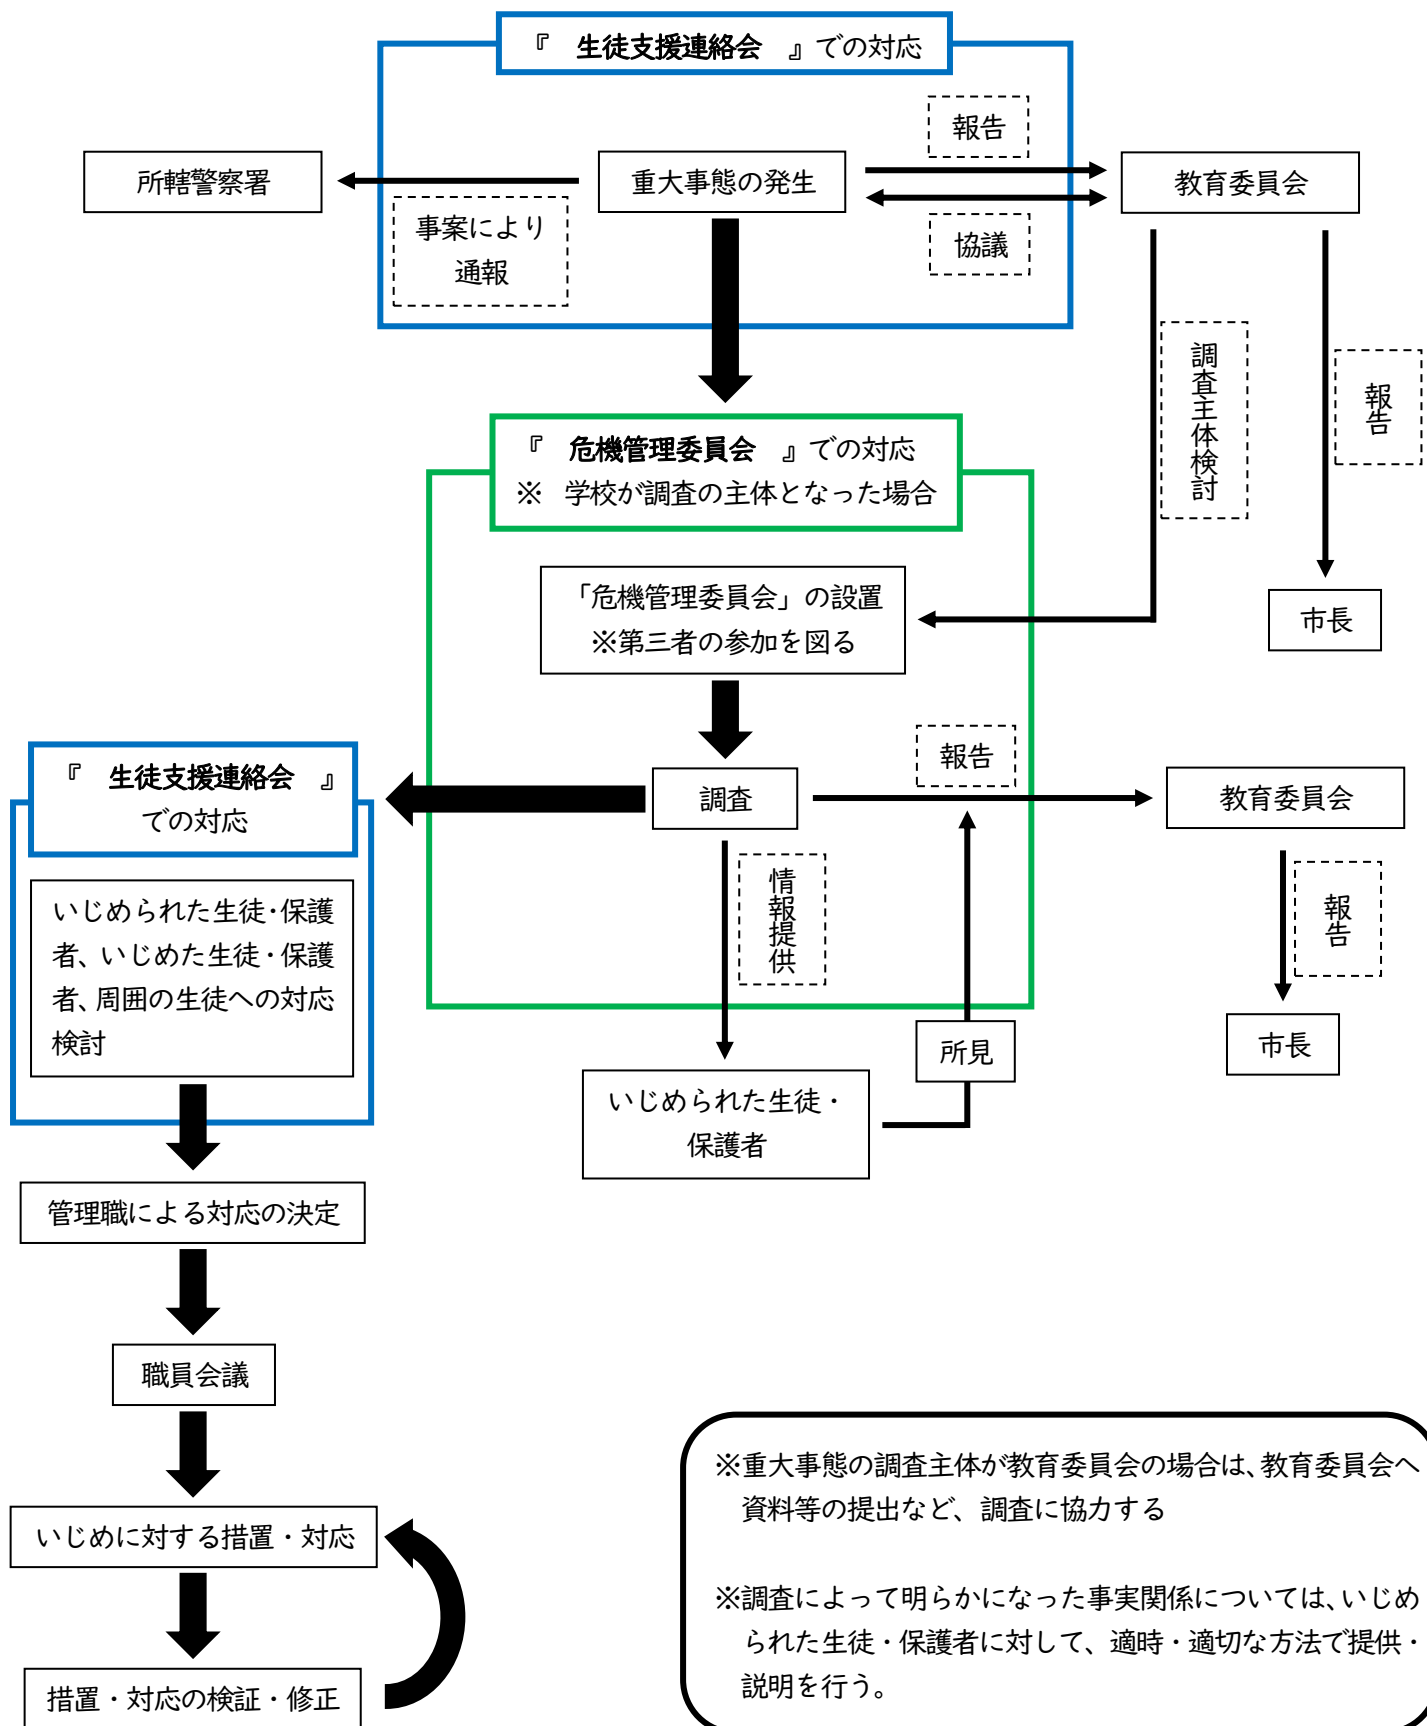 『　生徒支援連絡会　』での対応
報告
所轄警察署
重大事態の発生
教育委員会
事案により
通報
協議
調査主体検討
報告
『　危機管理委員会　』での対応
※　学校が調査の主体となった場合
「危機管理委員会」の設置
※第三者の参加を図る
市長
『　生徒支援連絡会　』
での対応
報告
調査
教育委員会
情報提供
報告
いじめられた生徒・保護
者、いじめた生徒・保護
者、周囲の生徒への対応
検討
所見
市長
いじめられた生徒・
保護者
管理職による対応の決定
職員会議
いじめに対する措置・対応
措置・対応の検証・修正
※重大事態の調査主体が教育委員会の場合は、教育委員会へ
資料等の提出など、調査に協力する
※調査によって明らかになった事実関係については、いじめ
られた生徒・保護者に対して、適時・適切な方法で提供・
説明を行う。